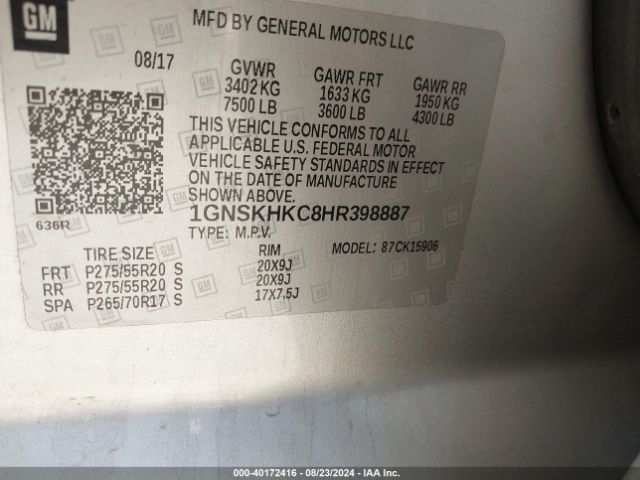 GM
MFD BY GENERAL MOTORS LLC
08/17
GVWR GAWR FRT GAWR RR
3402 KG 1633 KG 1950 KG
7500 LB 3600 LB 4300 LB
THIS VEHICLE CONFORMS TO ALL
APPLICABLE U.S. FEDERAL MOTOR
VEHICLE SAFETY STANDARDS IN EFFECT
ON THE DATE OF MANUFACTURE
SHOWN ABOVE.
1GNSKHKC8HR398887
636R
TYPE: M.P.V. MODEL: 87CK15906
TIRE SIZE RIM
FRT P275/55R20 S 20X9J
RR P275/55R20 S 20X9J
SPA P265/70R17 S 17X7.5J
000-40172416 - 08/23/2024 - IAA Inc.